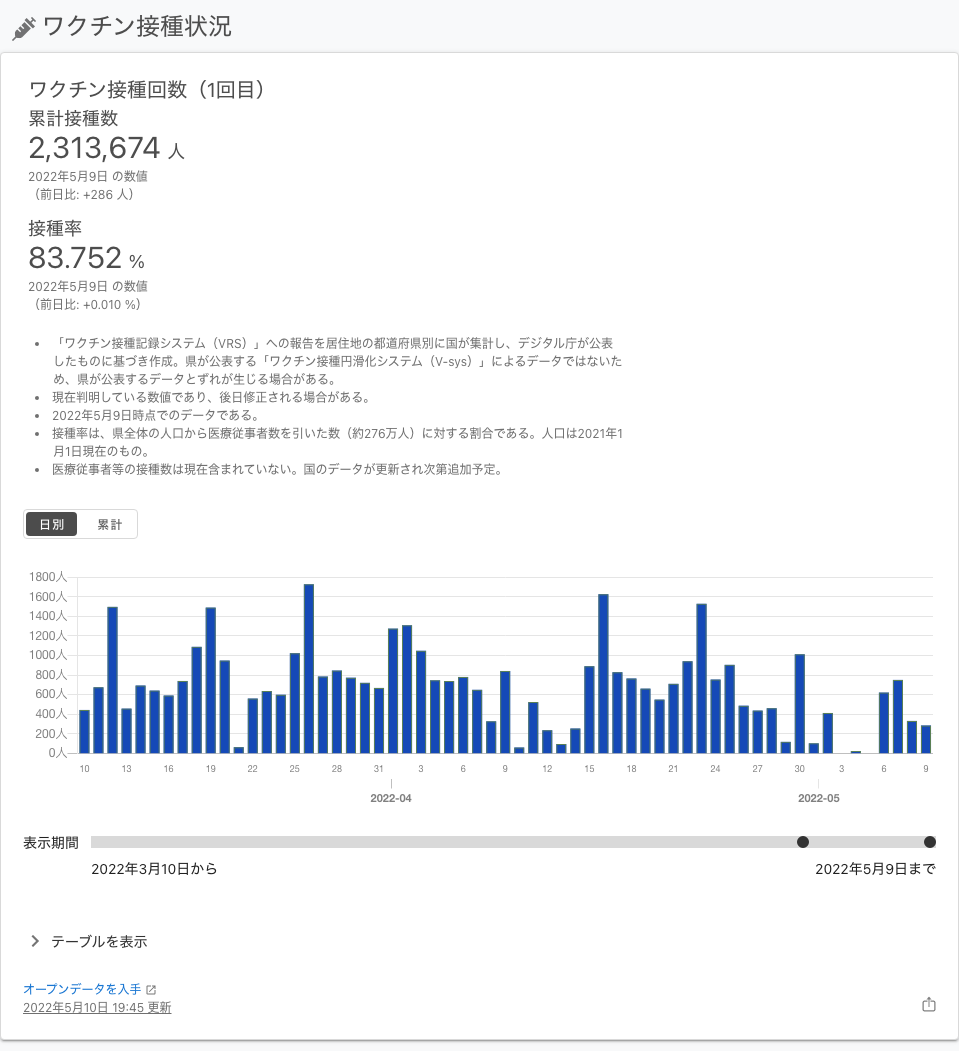 ワクチン接種状況
ワクチン接種回数（1回目）
累計接種数
2,313,674 人
2022年5月9日 の数値
（前日比: +286 人）
接種率
83.752 %
2022年5月9日 の数値
（前日比: +0.010 %）
• 「ワクチン接種記録システム（VRS）」への報告を居住地の都道府県別に国が集計し、デジタル庁が公表
したものに基づき作成。県が公表する「ワクチン接種円滑化システム（V-sys）」によるデータではないた
め、県が公表するデータとずれが生じる場合がある。
• 現在判明している数値であり、後日修正される場合がある。
• 2022年5月9日時点でのデータである。
• 接種率は、県全体の人口から医療従事者数を引いた数（約276万人）に対する割合である。人口は2021年1
月1日現在のもの。
• 医療従事者等の接種数は現在含まれていない。国のデータが更新され次第追加予定。
日別 累計
1800人
1600人
1400人
1200人
1000人
800人
600人
400人
200人
0人
10 13 16 19 22 25 28 31 3 6 9 12 15 18 21 24 27 30 3 6 9
2022-04 2022-05
表示期間
2022年3月10日から 2022年5月9日まで
テーブルを表示
オープンデータを入手
2022年5月10日 19:45 更新